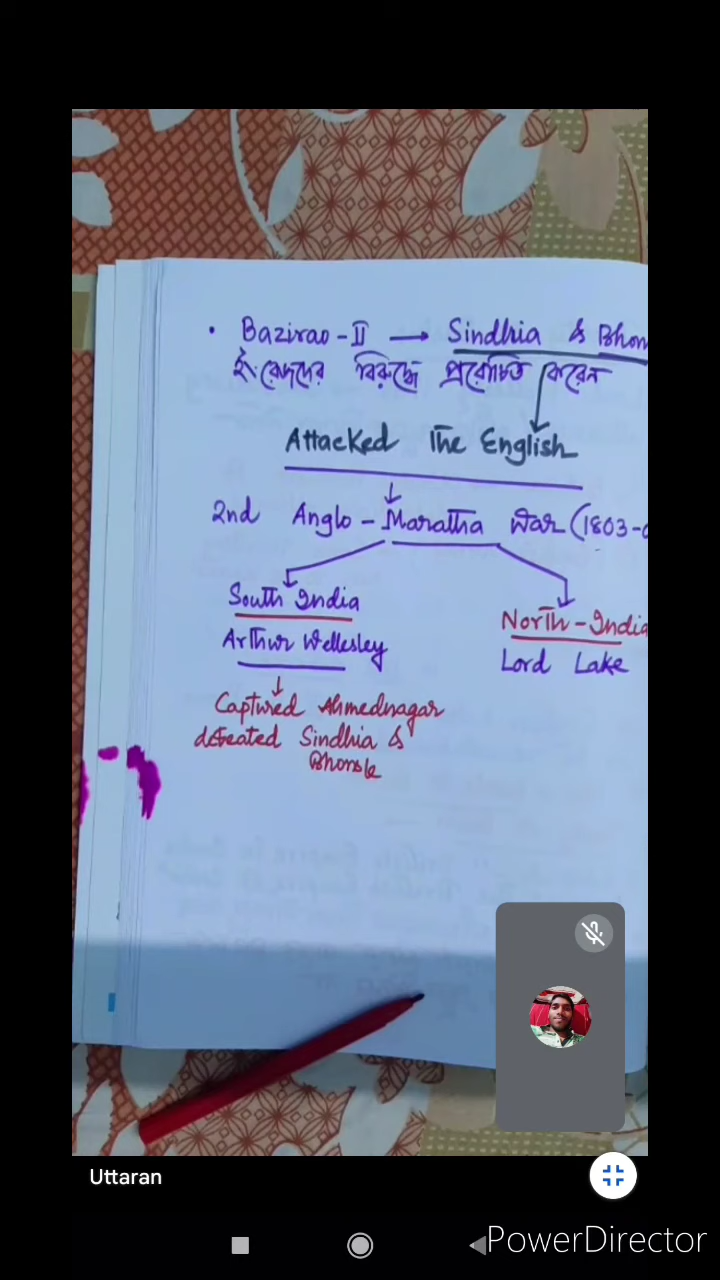 • Bazirao-II → Sindhia & Bhon
ইংরেজদের বিরুদ্ধে প্ররোচিত করেন
Attacked The English
2nd Anglo-Maratha War (1803-0
South India
North-India
Arthur Wellesley
Lord Lake
Captured Ahmednagar
defeated Sindhia &
Bhonsle
Uttaran
PowerDirector